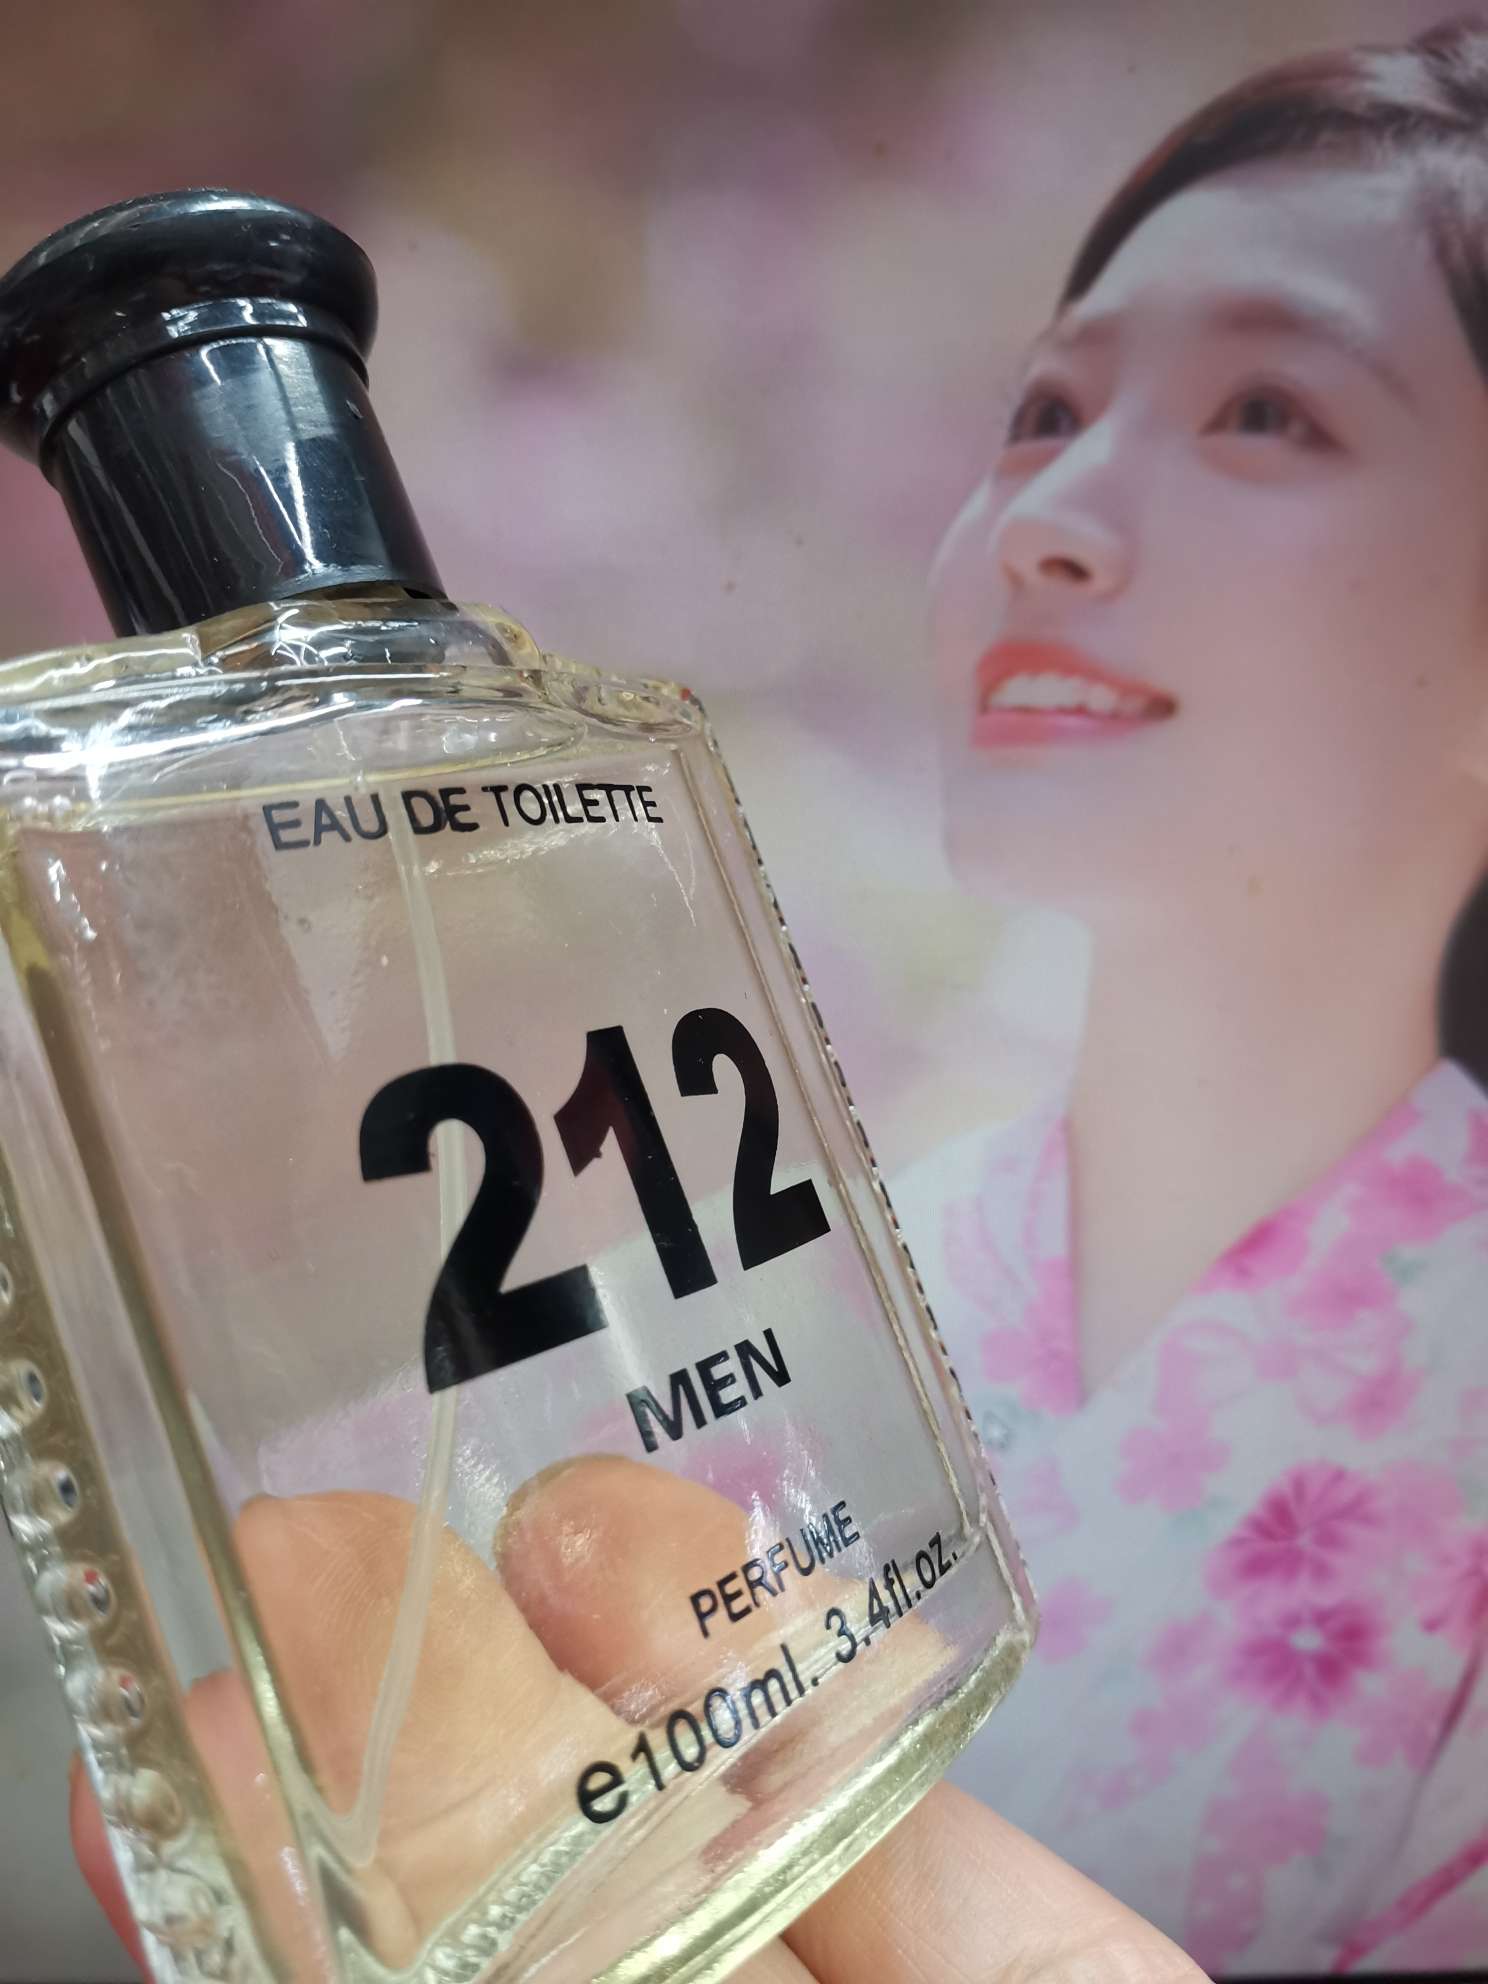 EAU DE TOILETTE
212
MEN
PERFUME
e100ml. 3.4fl.oz.